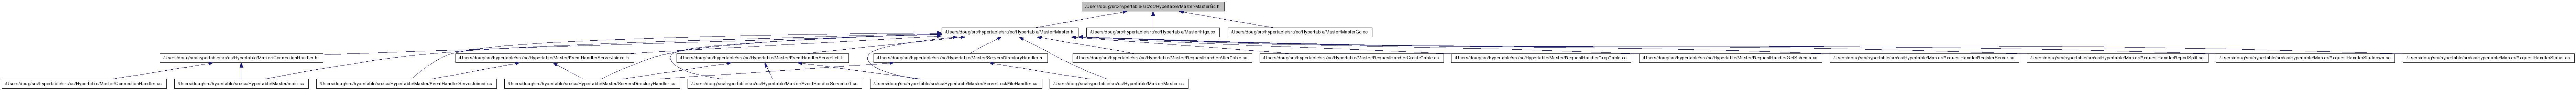 /Users/doug/src/hypertable/src/cc/Hypertable/Master/MasterGc.h
/Users/doug/src/hypertable/src/cc/Hypertable/Master/Master.h
/Users/doug/src/hypertable/src/cc/Hypertable/Master/htgc.cc
/Users/doug/src/hypertable/src/cc/Hypertable/Master/MasterGc.cc
/Users/doug/src/hypertable/src/cc/Hypertable/Master/ConnectionHandler.h
/Users/doug/src/hypertable/src/cc/Hypertable/Master/EventHandlerServerJoined.h
/Users/doug/src/hypertable/src/cc/Hypertable/Master/EventHandlerServerLeft.h
/Users/doug/src/hypertable/src/cc/Hypertable/Master/ServersDirectoryHandler.h
/Users/doug/src/hypertable/src/cc/Hypertable/Master/RequestHandlerAlterTable.cc
/Users/doug/src/hypertable/src/cc/Hypertable/Master/RequestHandlerCreateTable.cc
/Users/doug/src/hypertable/src/cc/Hypertable/Master/RequestHandlerDropTable.cc
/Users/doug/src/hypertable/src/cc/Hypertable/Master/RequestHandlerGetSchema.cc
/Users/doug/src/hypertable/src/cc/Hypertable/Master/RequestHandlerRegisterServer.cc
/Users/doug/src/hypertable/src/cc/Hypertable/Master/RequestHandlerReportSplit.cc
/Users/doug/src/hypertable/src/cc/Hypertable/Master/RequestHandlerShutdown.cc
/Users/doug/src/hypertable/src/cc/Hypertable/Master/RequestHandlerStatus.cc
/Users/doug/src/hypertable/src/cc/Hypertable/Master/ConnectionHandler.cc
/Users/doug/src/hypertable/src/cc/Hypertable/Master/main.cc
/Users/doug/src/hypertable/src/cc/Hypertable/Master/EventHandlerServerJoined.cc
/Users/doug/src/hypertable/src/cc/Hypertable/Master/ServersDirectoryHandler.cc
/Users/doug/src/hypertable/src/cc/Hypertable/Master/EventHandlerServerLeft.cc
/Users/doug/src/hypertable/src/cc/Hypertable/Master/ServerLockFileHandler.cc
/Users/doug/src/hypertable/src/cc/Hypertable/Master/Master.cc